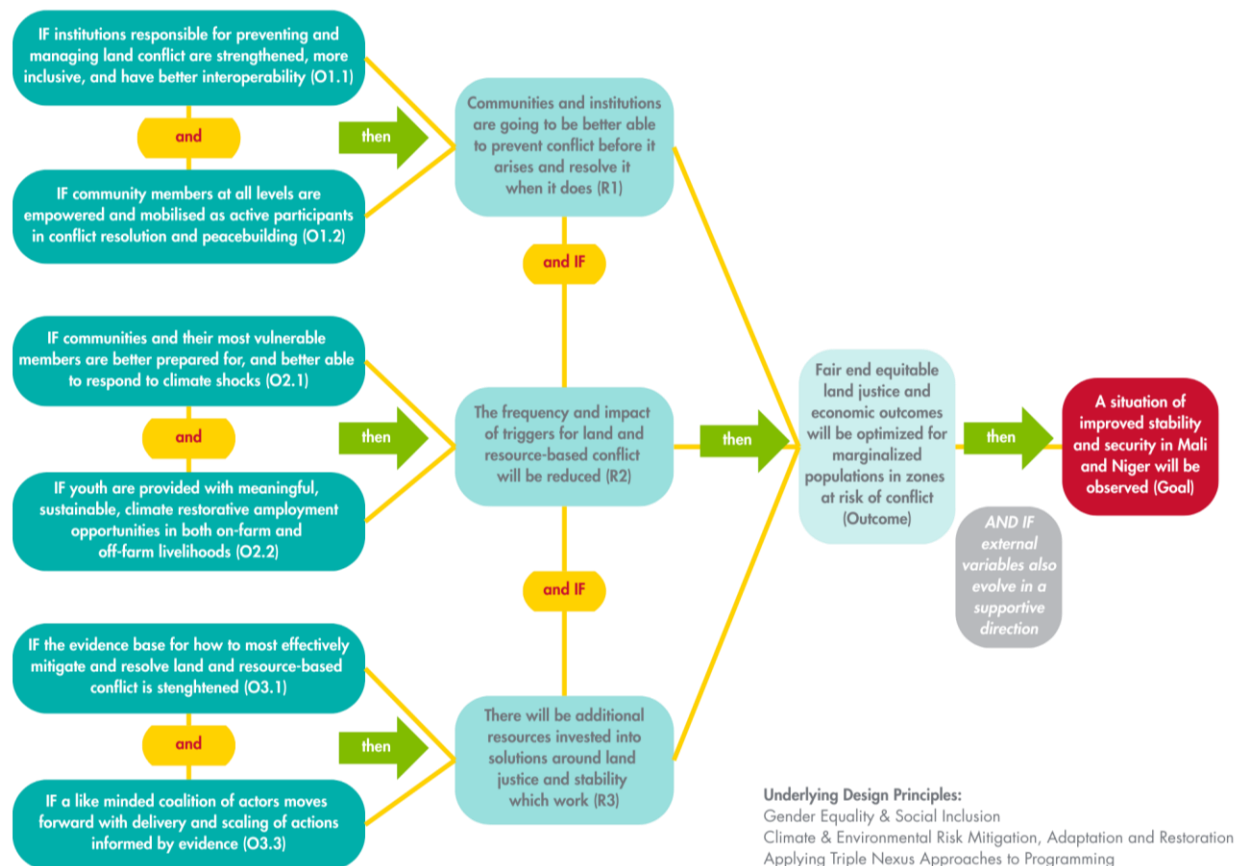 IF institutions responsible for preventing and
managing land conflict are strengthened, more
inclusive, and have better interoperability (O1.1)
and
IF community members at all levels are
empowered and mobilised as active participants
in conflict resolution and peacebuilding (O1.2)
then
Communities and institutions
are going to be better able
to prevent conflict before it
arises and resolve it
when it does (R1)
and IF
IF communities and their most vulnerable
members are better prepared for, and better able
to respond to climate shocks (O2.1)
and
IF youth are provided with meaningful,
sustainable, climate restorative amployment
opportunities in both on-farm and
off-farm livelihoods (O2.2)
then
The frequency and impact
of triggers for land and
resource-based conflict
will be reduced (R2)
and IF
IF the evidence base for how to most effectively
mitigate and resolve land and resource-based
conflict is stenghtened (O3.1)
and
IF a like minded coalition of actors moves
forward with delivery and scaling of actions
informed by evidence (O3.3)
then
There will be additional
resources invested into
solutions around land
justice and stability
which work (R3)
then
Fair end equitable
land justice and
economic outcomes
will be optimized for
marginalized
populations in zones
at risk of conflict
(Outcome)
then
AND IF
external
variables also
evolve in a
supportive
direction
A situation of
improved stability
and security in Mali
and Niger will be
observed (Goal)
Underlying Design Principles:
Gender Equality & Social Inclusion
Climate & Environmental Risk Mitigation, Adaptation and Restoration
Applying Triple Nexus Approaches to Programming